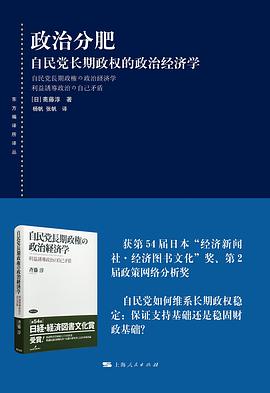 政治分肥
自民党长期政权的政治经济学
自民党長期政権の政治経済学
利益誘導政治の自己矛盾
[日] 斋藤淳 著
杨帆 张帆 译
东方编译所译丛
获第54届日本“经济新闻
社·经济图书文化”奖、第2
届政策网络分析奖
自民党如何维系长期政权稳
定：保证支持基础还是稳固财
政基础？
自民党長期政権の
政治経済学
利益誘導政治の自己矛盾
斉藤 淳
第54回
日経・経済図書文化賞
受賞！
上海人民出版社